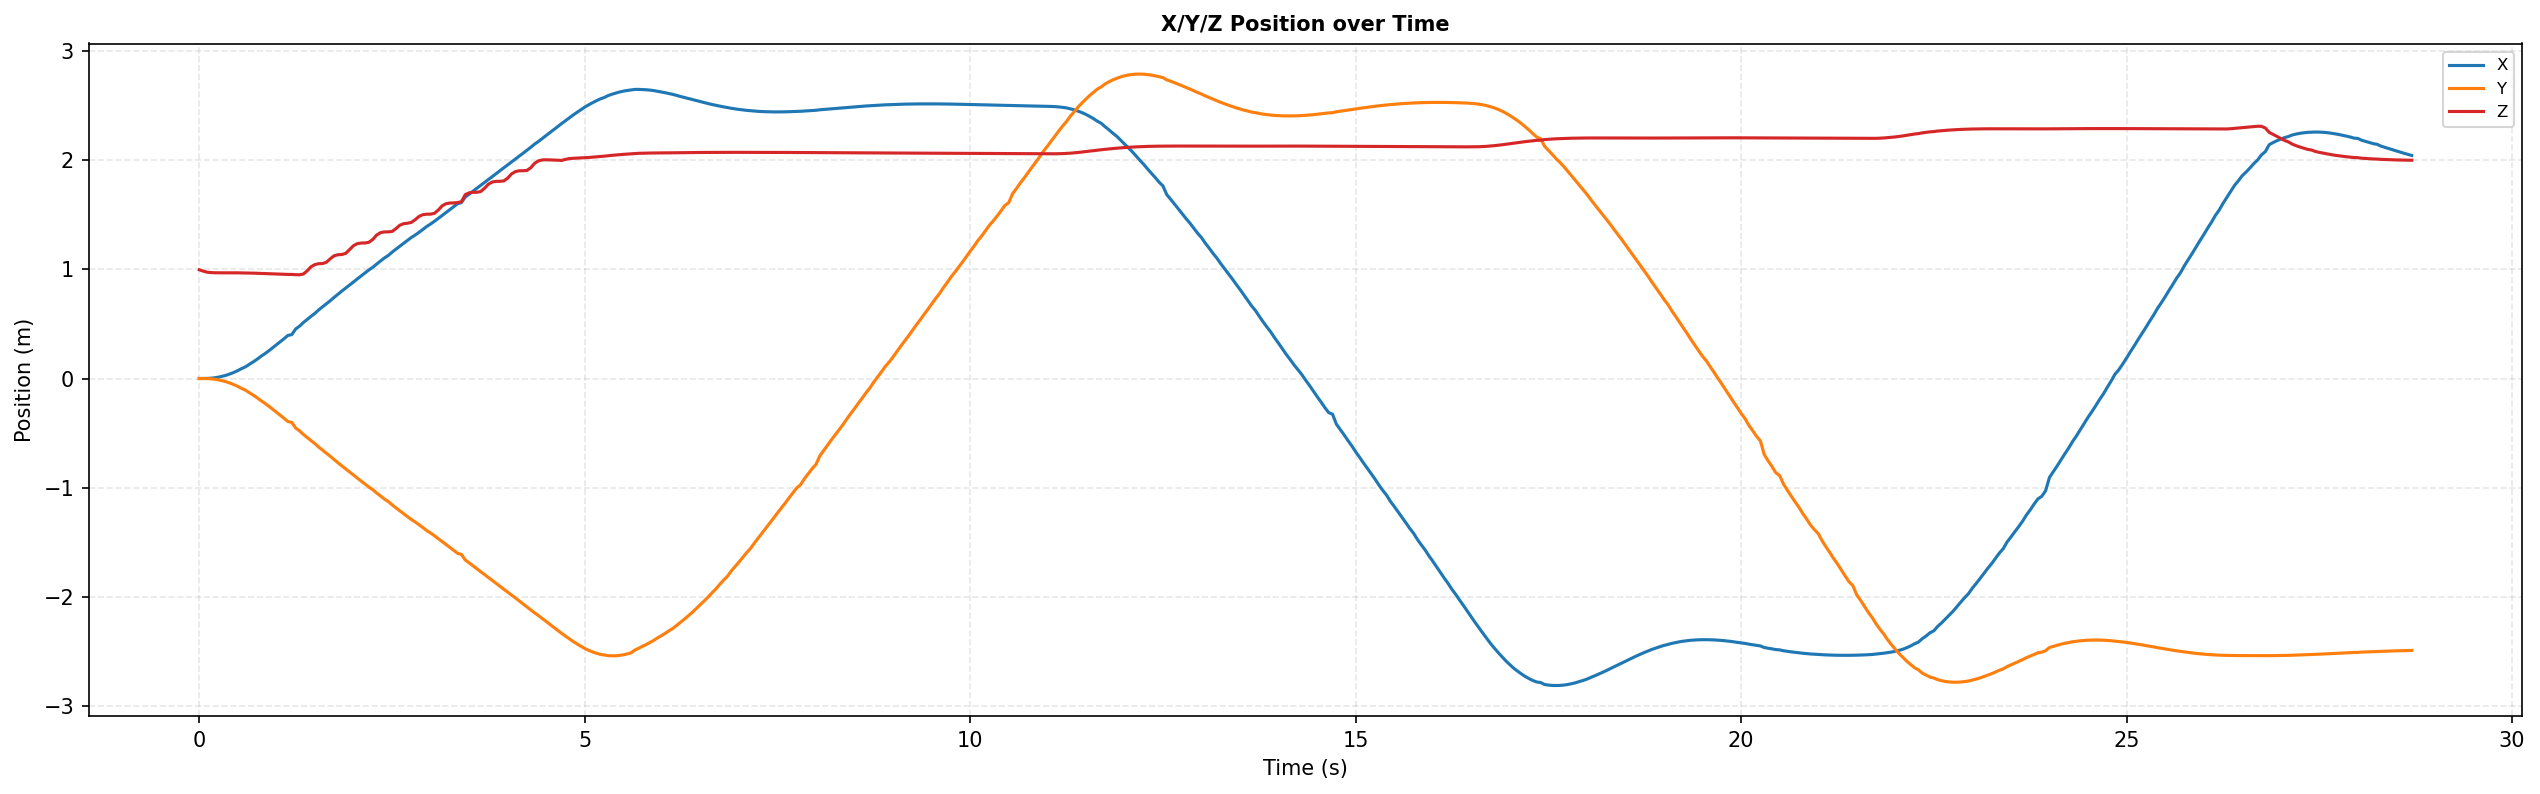 X/Y/Z Position over Time
X
Y
Z
Position (m)
3
2
1
0
−1
−2
−3
0 5 10 15 20 25 30
Time (s)